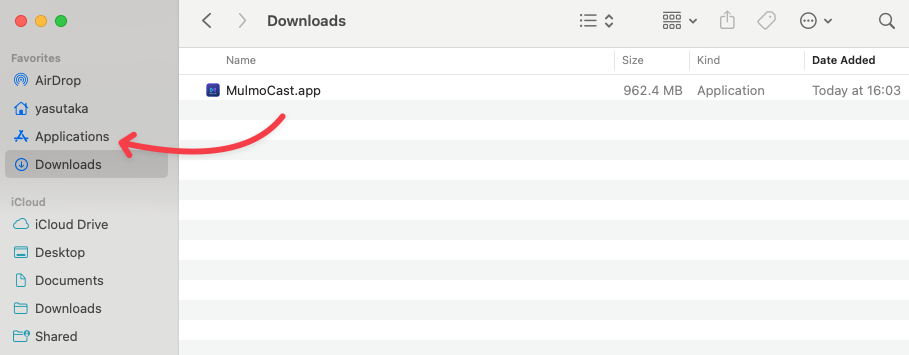 Downloads
Favorites
AirDrop
yasutaka
Applications
Downloads
iCloud
iCloud Drive
Desktop
Documents
Downloads
Shared
Name Size Kind Date Added
MulmoCast.app 962.4 MB Application Today at 16:03